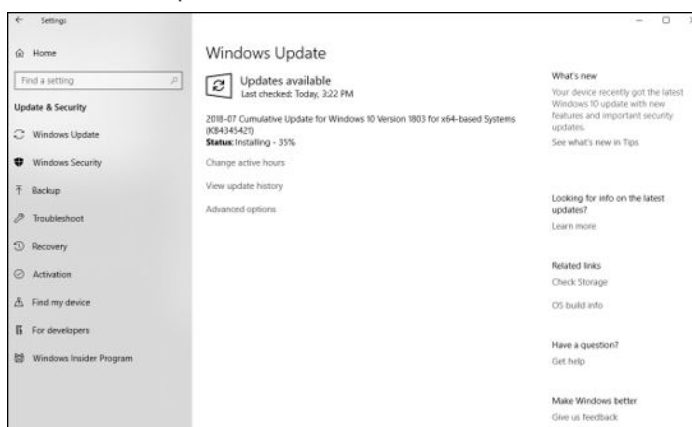 Settings
Home
Find a setting
Update & Security
Windows Update
Windows Security
Backup
Troubleshoot
Recovery
Activation
Find my device
For developers
Windows Insider Program
Windows Update
Updates available
Last checked: Today, 3:22 PM
2018-07 Cumulative Update for Windows 10 Version 1803 for x64-based Systems
(KB4345421)
Status: Installing - 35%
Change active hours
View update history
Advanced options
What's new
Your device recently got the latest
Windows 10 update with new
features and important security
updates.
See what's new in Tips
Looking for info on the latest
updates?
Learn more
Related links
Check Storage
OS build info
Have a question?
Get help
Make Windows better
Give us feedback